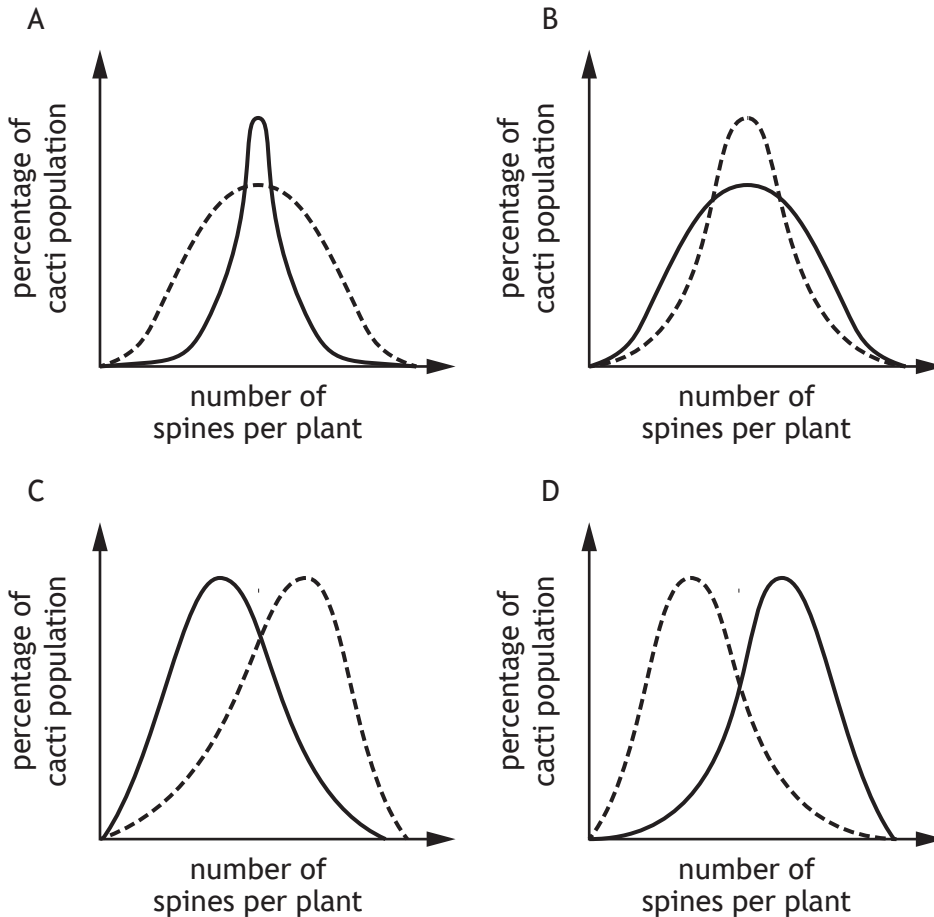 A
percentage of
cacti population
number of
spines per plant
B
percentage of
cacti population
number of
spines per plant
C
percentage of
cacti population
number of
spines per plant
D
percentage of
cacti population
number of
spines per plant